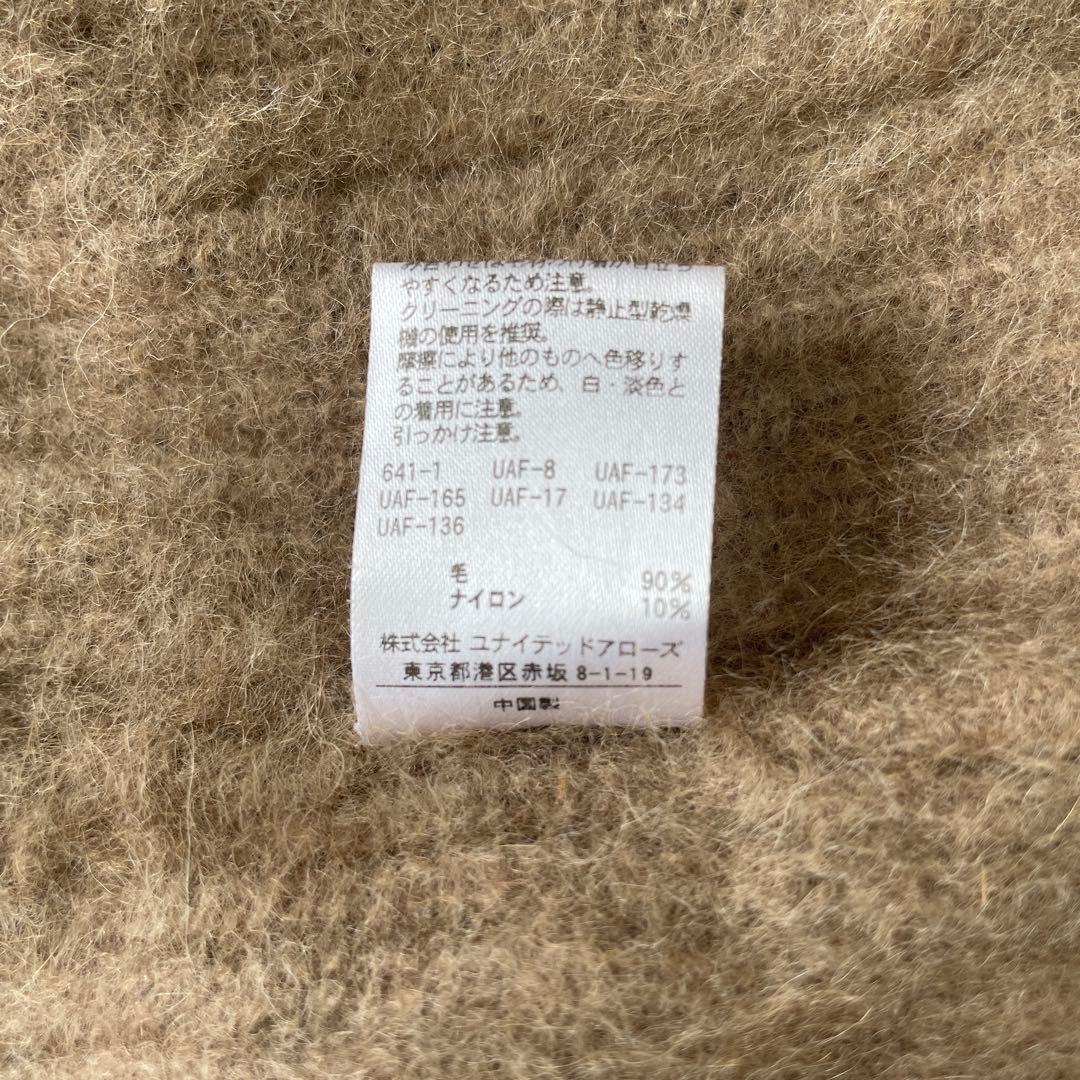 やすくなるため注意。
クリーニングの際は静止型乾燥
機の使用を推奨。
摩擦により他のものへ色移りす
ることがあるため、白・淡色と
の着用に注意。
引っかけ注意。
641-1 UAF-8 UAF-173
UAF-165 UAF-17 UAF-134
UAF-136
毛 90%
ナイロン 10%
株式会社 ユナイテッドアローズ
東京都港区赤坂 8-1-19
中国製